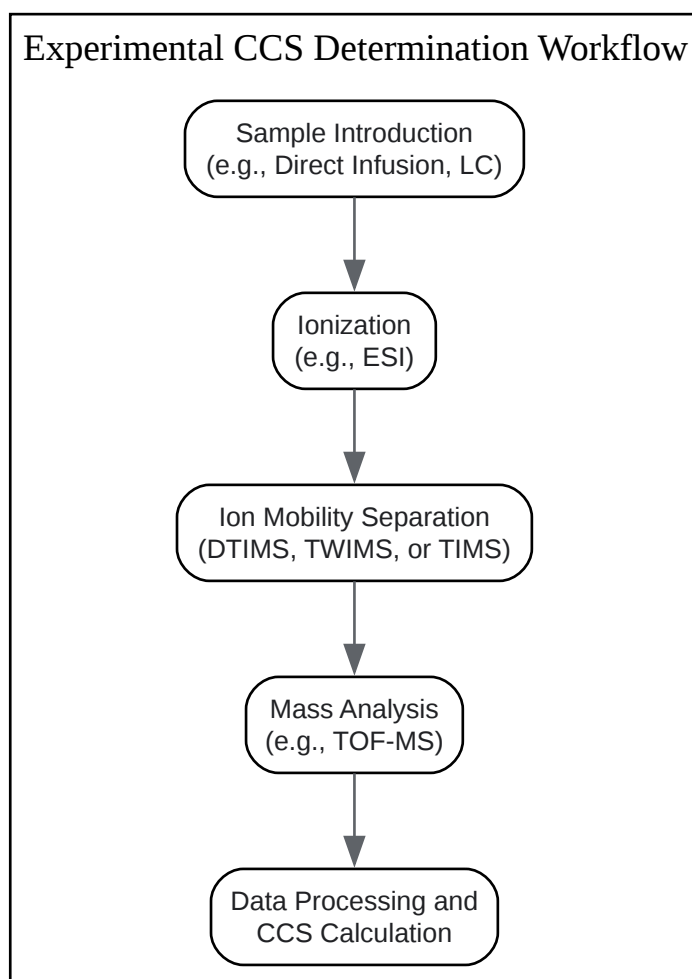 Experimental CCS Determination Workflow
Sample Introduction
(e.g., Direct Infusion, LC)
Ionization
(e.g., ESI)
Ion Mobility Separation
(DTIMS, TWIMS, or TIMS)
Mass Analysis
(e.g., TOF-MS)
Data Processing and
CCS Calculation